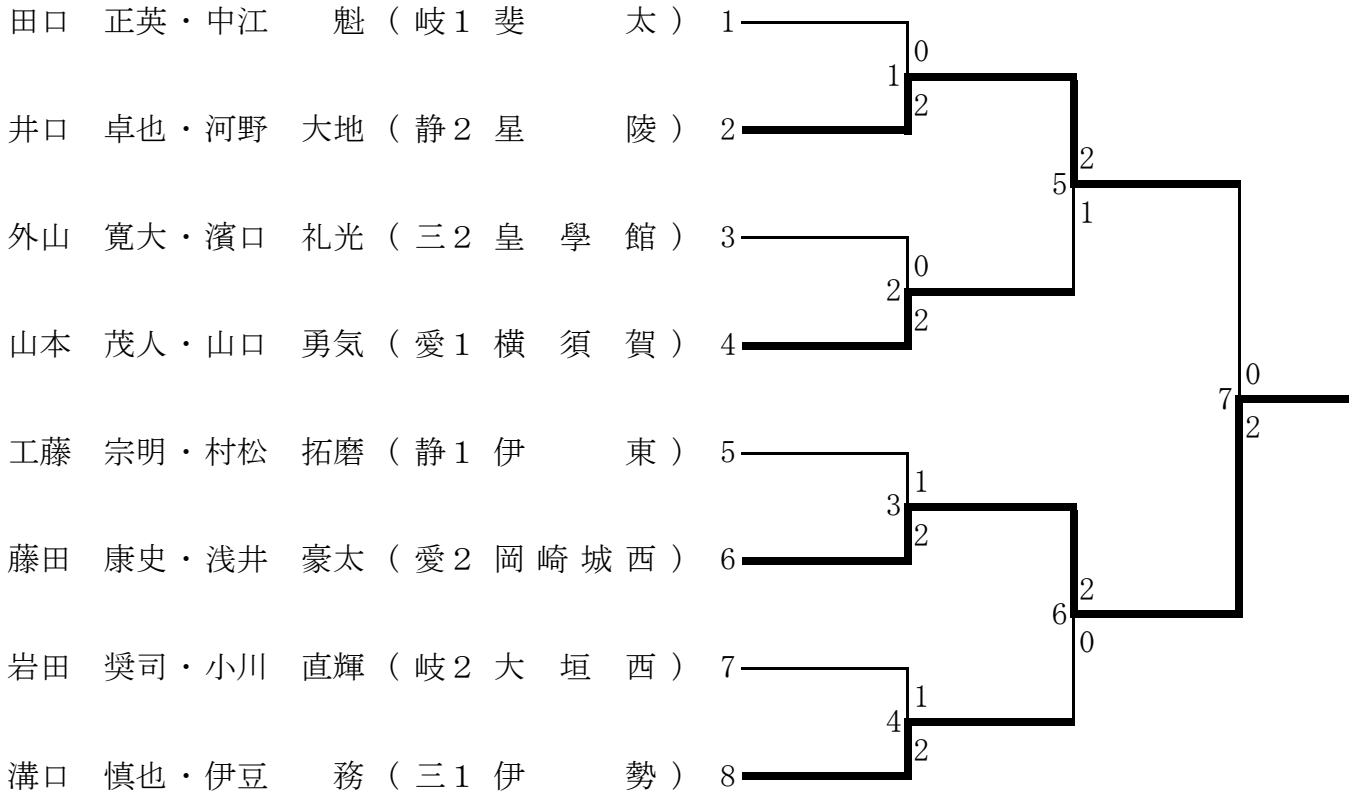 田口 正英・中江 魁 ( 岐１ 斐 太 ) 1
0
1
2
井口 卓也・河野 大地 ( 静２ 星 陵 ) 2
2
5
1
外山 寛大・濱口 礼光 ( 三２ 皇 學 館 ) 3
0
2
2
山本 茂人・山口 勇気 ( 愛１ 横 須 賀 ) 4
0
7
2
工藤 宗明・村松 拓磨 ( 静１ 伊 東 ) 5
1
3
2
藤田 康史・浅井 豪太 ( 愛２ 岡 崎 城 西 ) 6
2
6
0
岩田 奨司・小川 直輝 ( 岐２ 大 垣 西 ) 7
1
4
2
溝口 慎也・伊豆 務 ( 三１ 伊 勢 ) 8